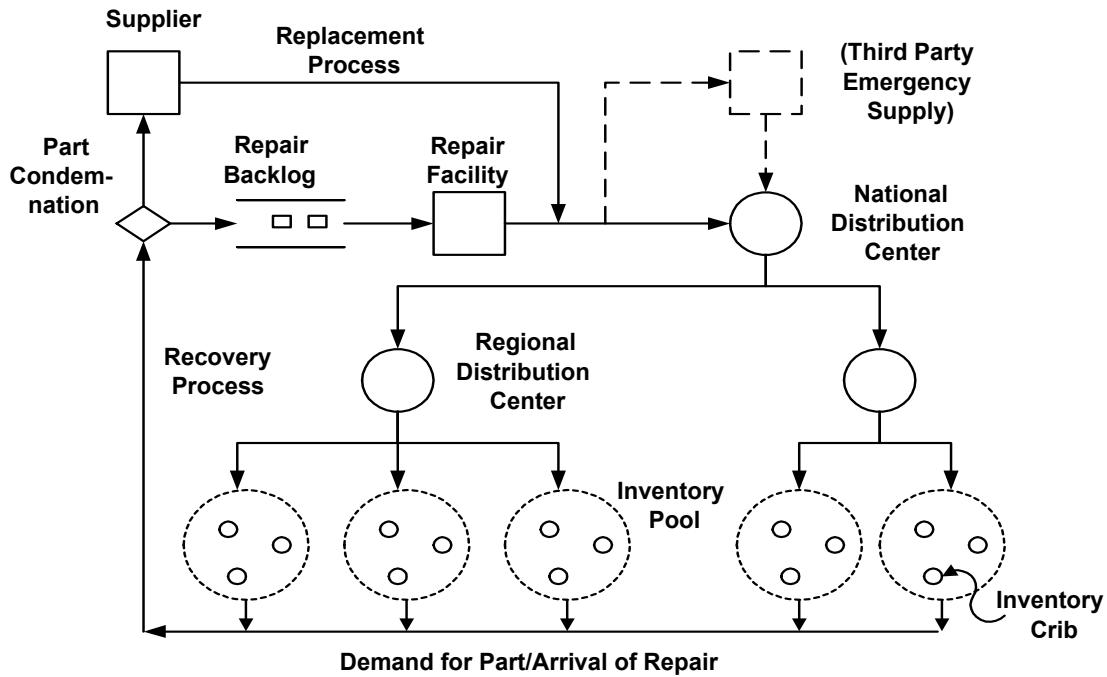 Supplier
Replacement
Process
(Third Party
Emergency
Supply)
Part
Condem-
nation
Repair
Backlog
Repair
Facility
National
Distribution
Center
Recovery
Process
Regional
Distribution
Center
Inventory
Pool
Inventory
Crib
Demand for Part/Arrival of Repair